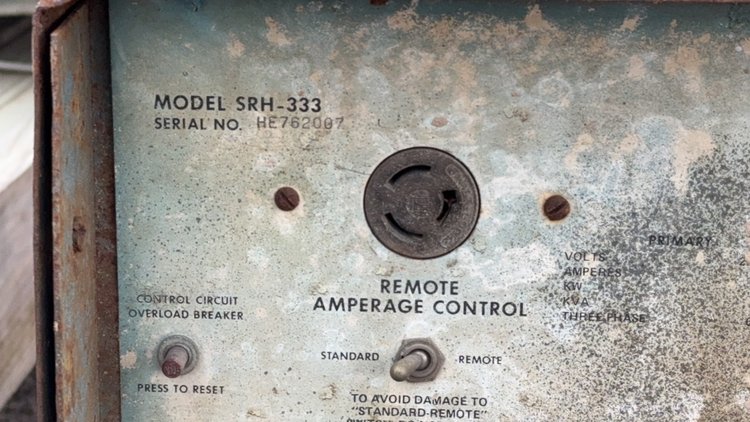 MODEL SRH-333
SERIAL NO. HE762007
REMOTE
AMPERAGE CONTROL
PRIMARY
VOLTS
AMPERES
KW
KVA
THREE PHASE
CONTROL CIRCUIT
OVERLOAD BREAKER
PRESS TO RESET
STANDARD
REMOTE
TO AVOID DAMAGE TO
"STANDARD-REMOTE"